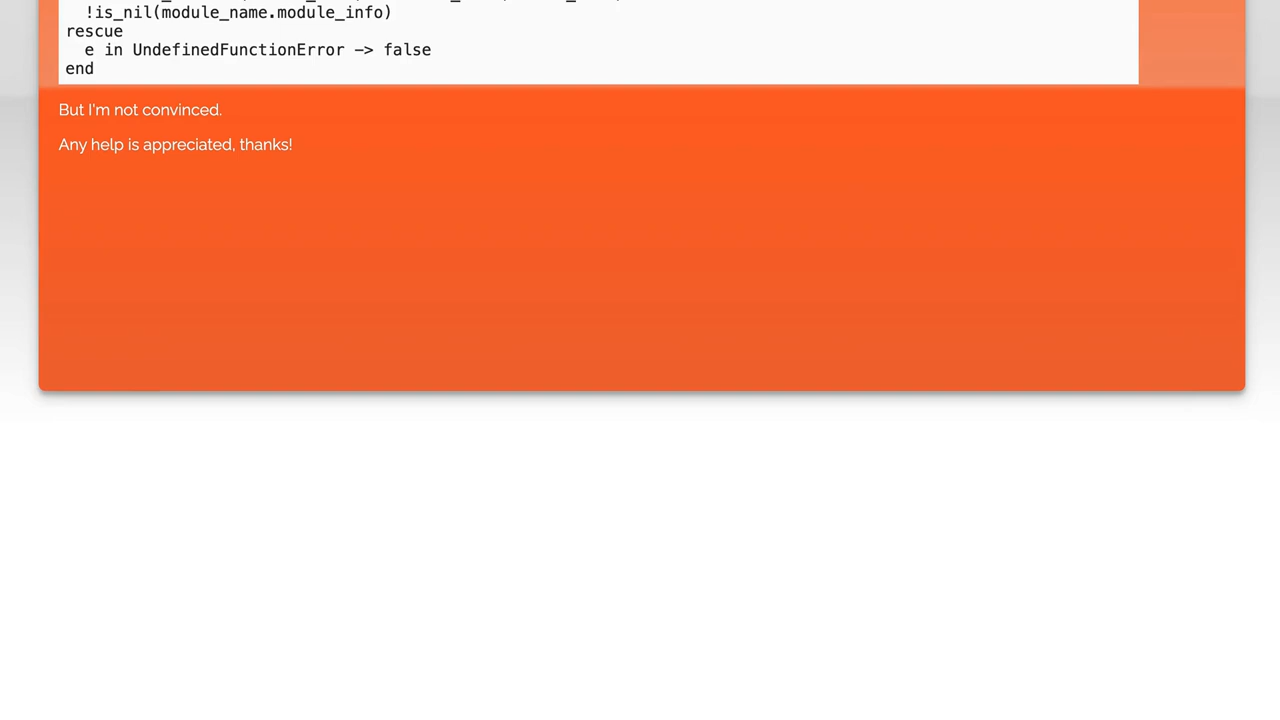 !is_nil(module_name.module_info)
rescue
e in UndefinedFunctionError -> false
end
But I'm not convinced.
Any help is appreciated, thanks!